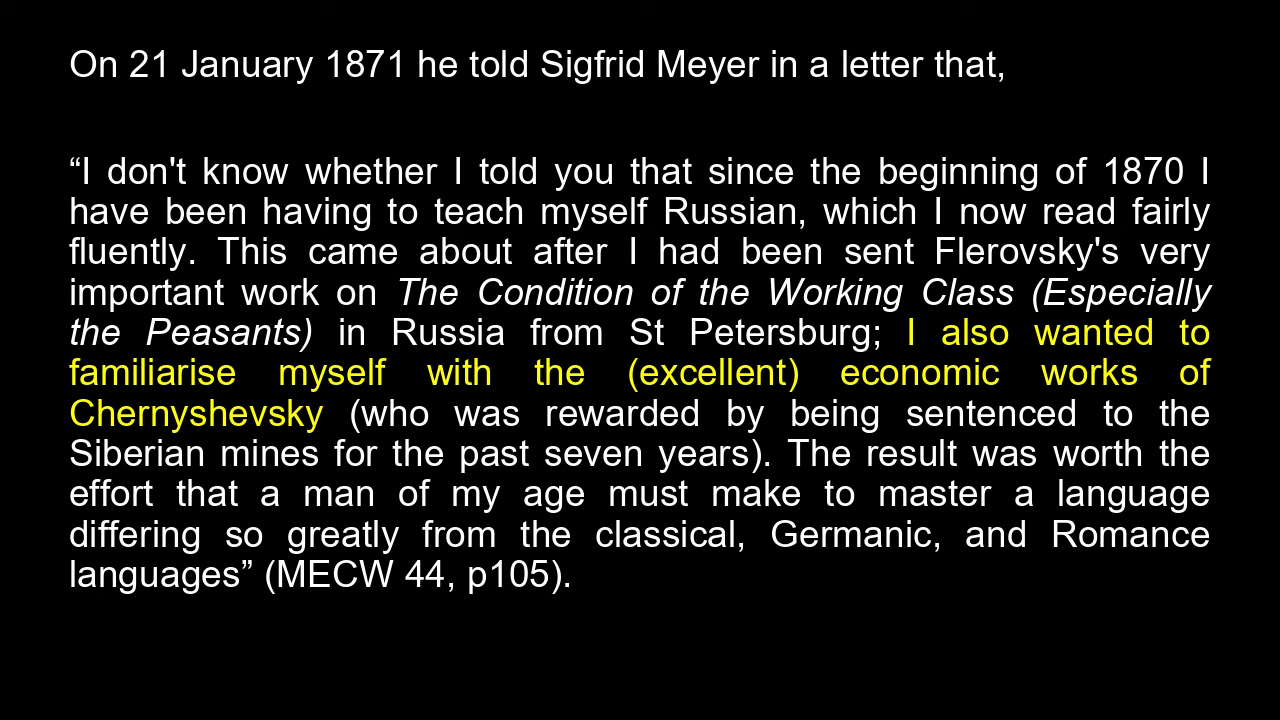 On 21 January 1871 he told Sigfrid Meyer in a letter that,
“I don't know whether I told you that since the beginning of 1870 I
have been having to teach myself Russian, which I now read fairly
fluently. This came about after I had been sent Flerovsky's very
important work on The Condition of the Working Class (Especially
the Peasants) in Russia from St Petersburg; I also wanted to
familiarise myself with the (excellent) economic works of
Chernyshevsky (who was rewarded by being sentenced to the
Siberian mines for the past seven years). The result was worth the
effort that a man of my age must make to master a language
differing so greatly from the classical, Germanic, and Romance
languages” (MECW 44, p105).